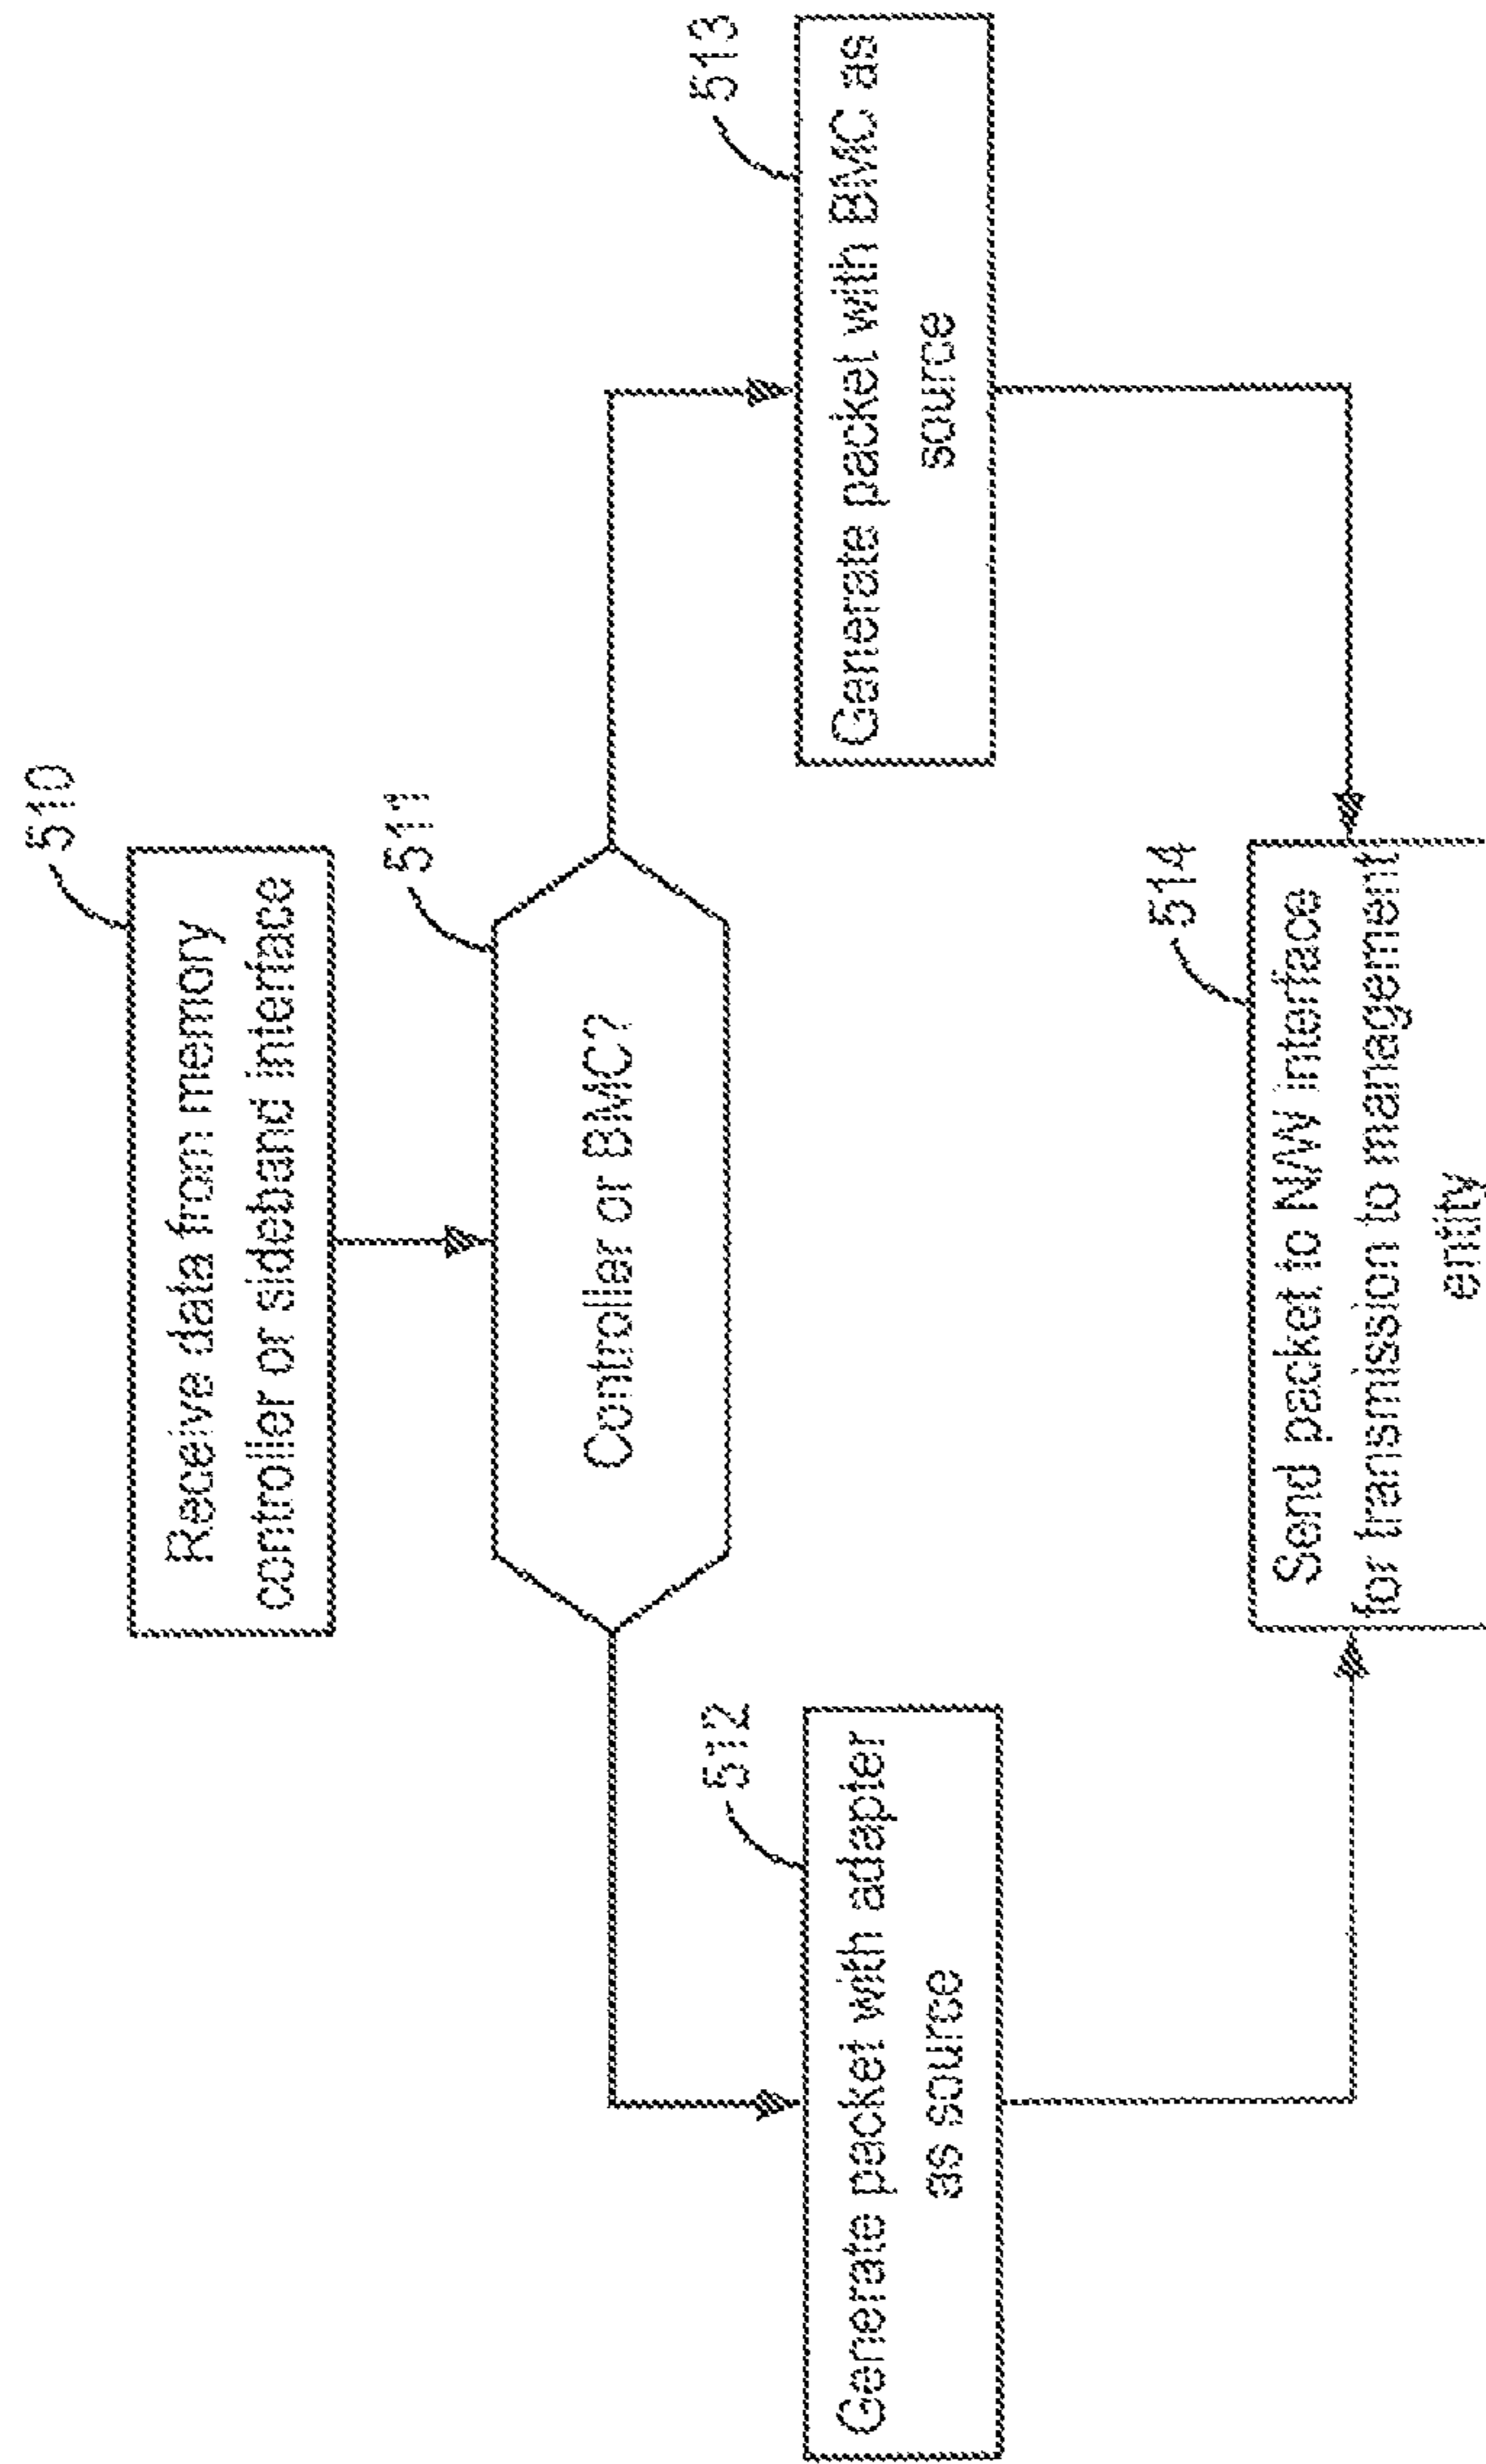 510
Receive data from memory
controller or sideband interface
511
Controller or BMC?
512
Generate packet with adapter
as source
513
Generate packet with BMC as
source
514
Send packet to NW interface
for transmission to management
entity